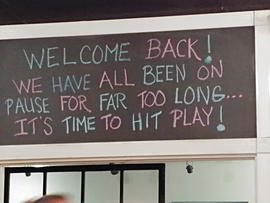 WELCOME BACK!
WE HAVE ALL BEEN ON
PAUSE FOR FAR TOO LONG...
IT'S TIME TO HIT PLAY!